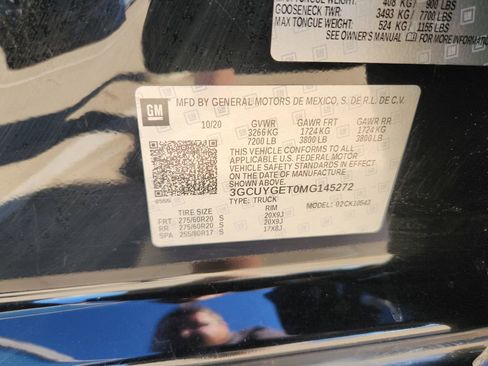 408 KG / 900 LBS
GOOSENECK TWR: 3493 KG / 7700 LBS
MAX TONGUE WEIGHT: 524 KG / 1155 LBS
SEE OWNER'S MANUAL FOR MORE INFORMATION
GM
MFD BY GENERAL MOTORS DE MEXICO, S. DE R.L. DE C.V.
10/20 GVWR GAWR FRT GAWR RR
3266 KG 1724 KG 1724 KG
7200 LB 3800 LB 3800 LB
THIS VEHICLE CONFORMS TO ALL
APPLICABLE U.S. FEDERAL MOTOR
VEHICLE SAFETY STANDARDS
IN EFFECT ON THE DATE OF
MANUFACTURE SHOWN ABOVE.
3GCUYGET0MG145272
TYPE: TRUCK MODEL:
TIRE SIZE RIM
FRT 275/60R20 S 20X9J
RR 275/60R20 S 20X9J
SPA 255/80R17 S 17X8J